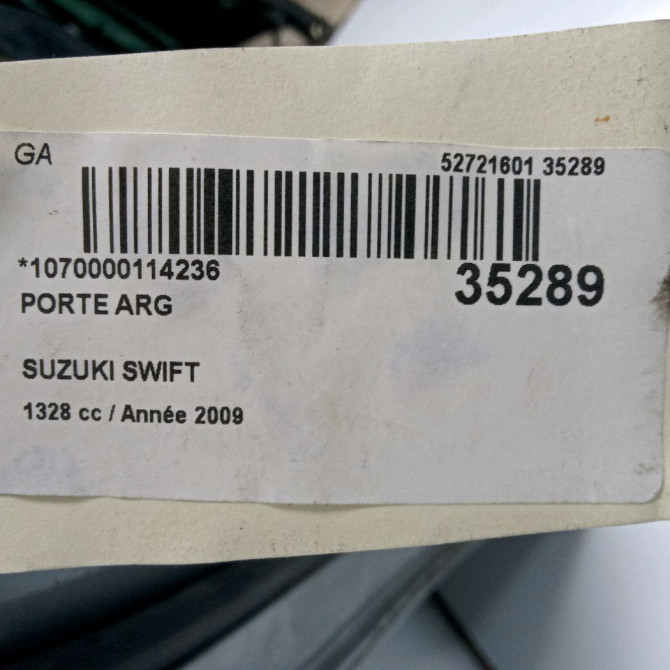 GA
52721601 35289
*1070000114236
35289
PORTE ARG
SUZUKI SWIFT
1328 cc / Année 2009